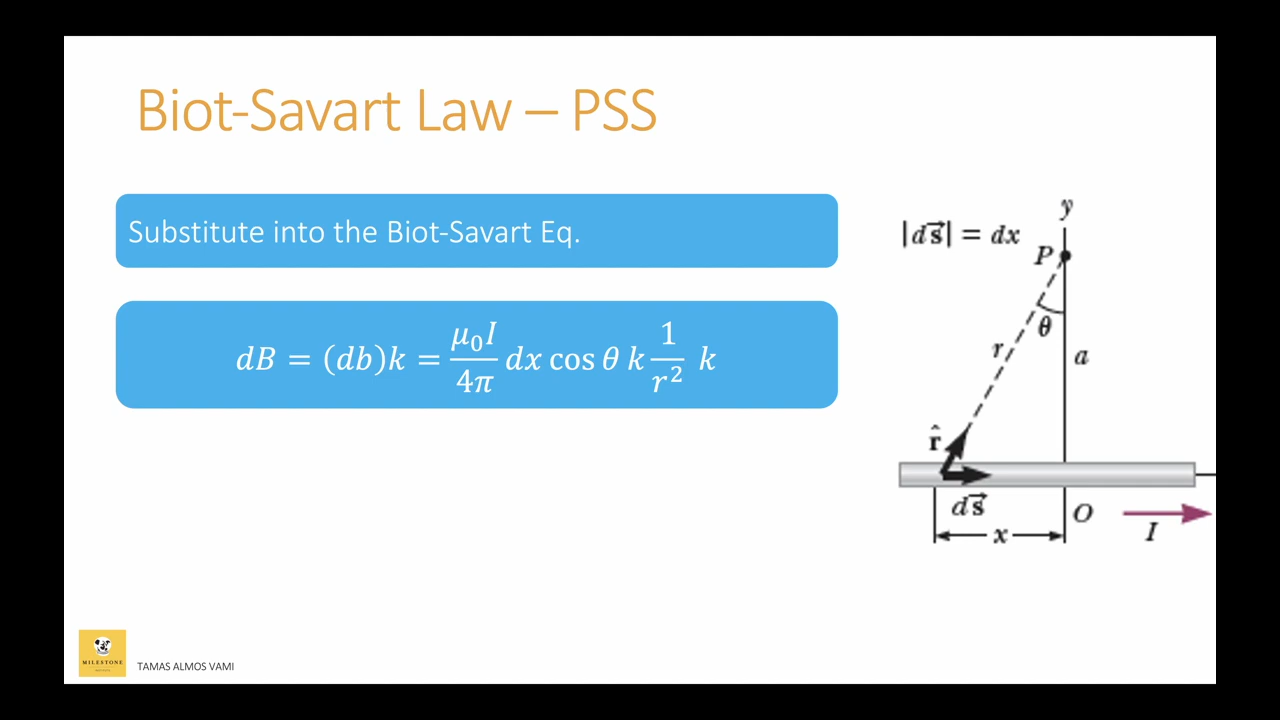 Biot-Savart Law – PSS
Substitute into the Biot-Savart Eq.
dB = (db)k = μ₀I/4π dx cos θ k 1/r² k
|ds⃗| = dx
y
P
θ
r
a
r̂
ds⃗
O
x
I
MILESTONE
TAMAS ALMOS VAMI